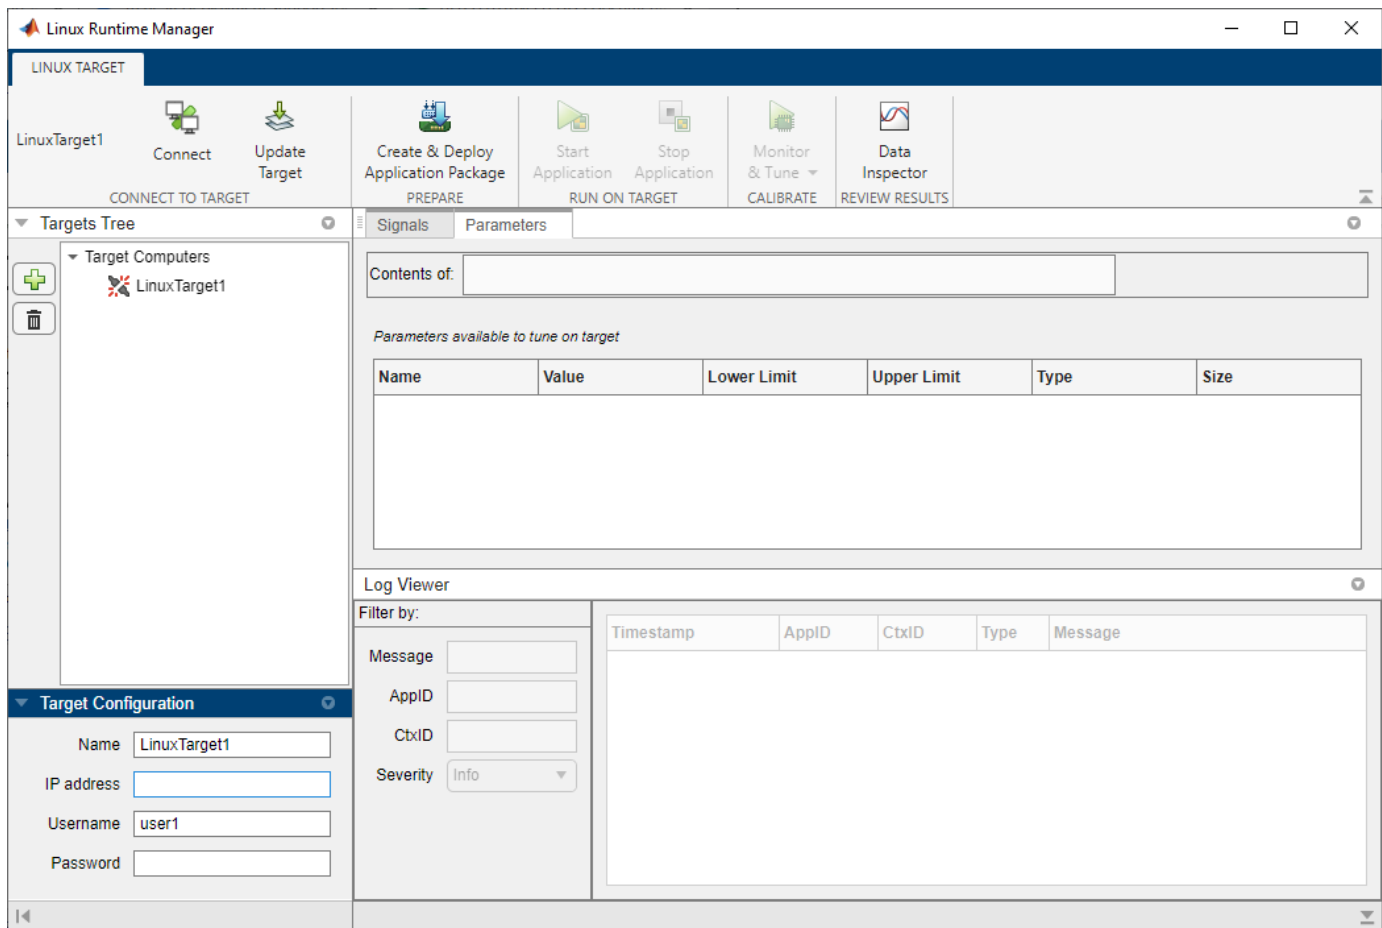 Linux Runtime Manager
LINUX TARGET
LinuxTarget1
Connect
Update
Target
CONNECT TO TARGET
Create & Deploy
Application Package
PREPARE
Start
Application
Stop
Application
RUN ON TARGET
Monitor
& Tune
CALIBRATE
Data
Inspector
REVIEW RESULTS
Targets Tree
Target Computers
LinuxTarget1
Signals
Parameters
Contents of:
Parameters available to tune on target
Name Value Lower Limit Upper Limit Type Size
Log Viewer
Filter by:
Message
AppID
CtxID
Severity Info
Timestamp AppID CtxID Type Message
Target Configuration
Name LinuxTarget1
IP address
Username user1
Password